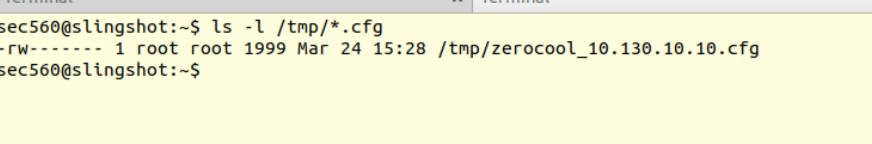 sec560@slingshot:~$ ls -l /tmp/*.cfg
-rw------- 1 root root 1999 Mar 24 15:28 /tmp/zerocool_10.130.10.10.cfg
sec560@slingshot:~$